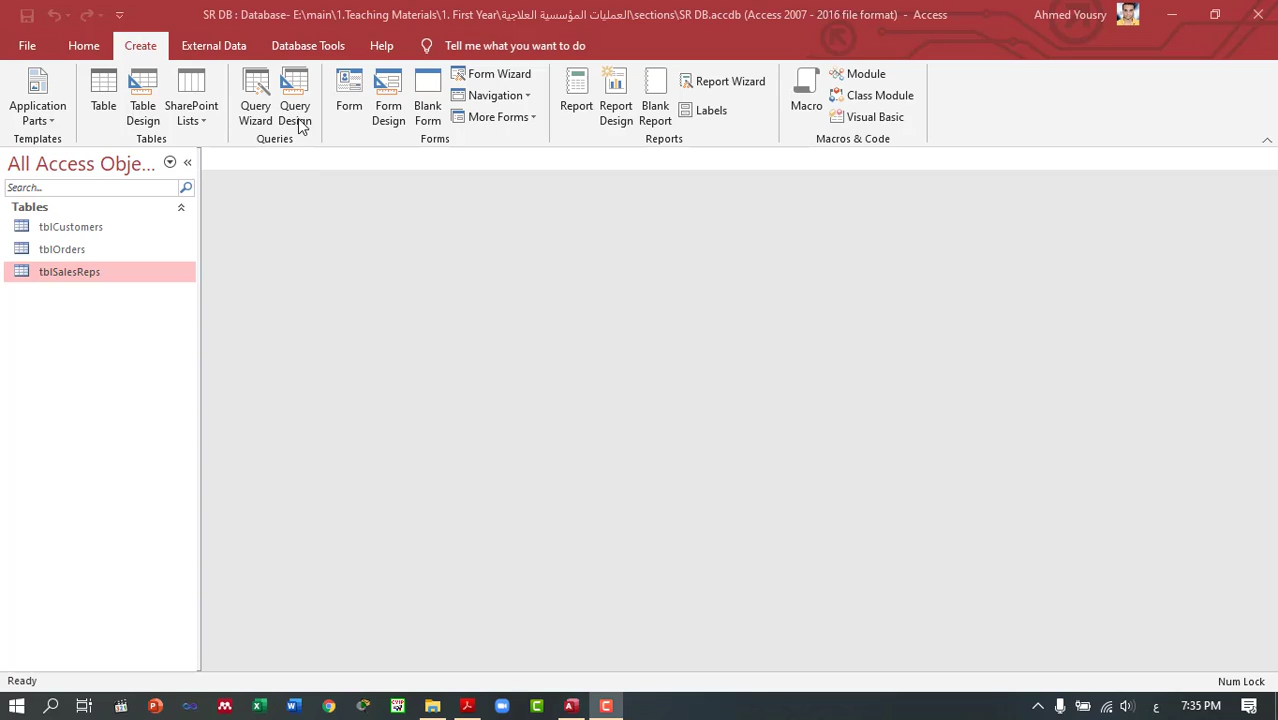 SR DB : Database- E:\main\1.Teaching Materials\1. First Year\العمليات المؤسسية العلاجية\sections\SR DB.accdb (Access 2007 - 2016 file format) - Access
Ahmed Yousry
File Home Create External Data Database Tools Help Tell me what you want to do
Application Parts
Templates
Table
Table Design
SharePoint Lists
Tables
Query Wizard
Query Design
Queries
Form
Form Design
Blank Form
Form Wizard
Navigation
More Forms
Forms
Report
Report Design
Blank Report
Report Wizard
Labels
Reports
Macro
Module
Class Module
Visual Basic
Macros & Code
All Access Obje...
Search...
Tables
tblCustomers
tblOrders
tblSalesReps
Ready
Num Lock
ع
7:35 PM